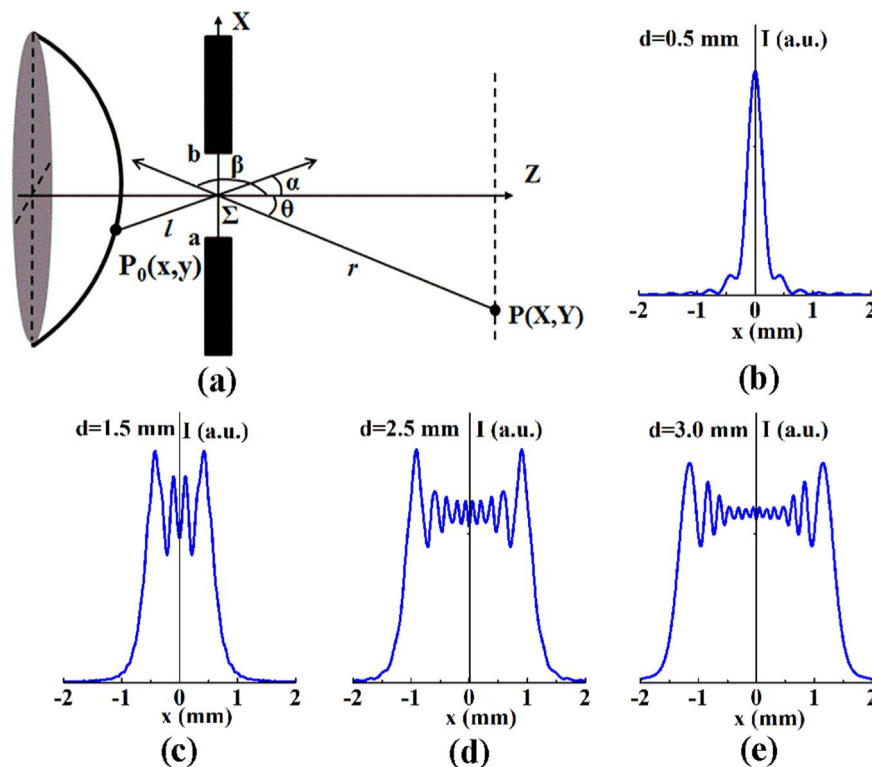 X
b
β
α
Z
θ
Σ
l
a
P₀(x,y)
r
P(X,Y)
(a)
d=0.5 mm I (a.u.)
-2 -1 0 1 2
x (mm)
(b)
d=1.5 mm I (a.u.)
-2 -1 0 1 2
x (mm)
(c)
d=2.5 mm I (a.u.)
-2 -1 0 1 2
x (mm)
(d)
d=3.0 mm I (a.u.)
-2 -1 0 1 2
x (mm)
(e)